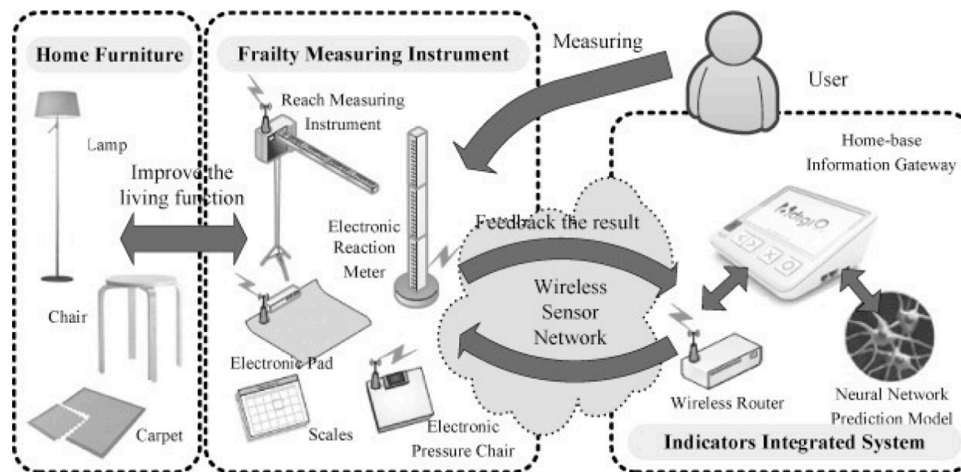 Home Furniture
Lamp
Improve the
living function
Chair
Carpet
Frailty Measuring Instrument
Reach Measuring
Instrument
Electronic
Reaction
Meter
Electronic Pad
Scales
Electronic
Pressure Chair
Measuring
User
Feedback the result
Wireless
Sensor
Network
Home-base
Information Gateway
Wireless Router
Neural Network
Prediction Model
Indicators Integrated System